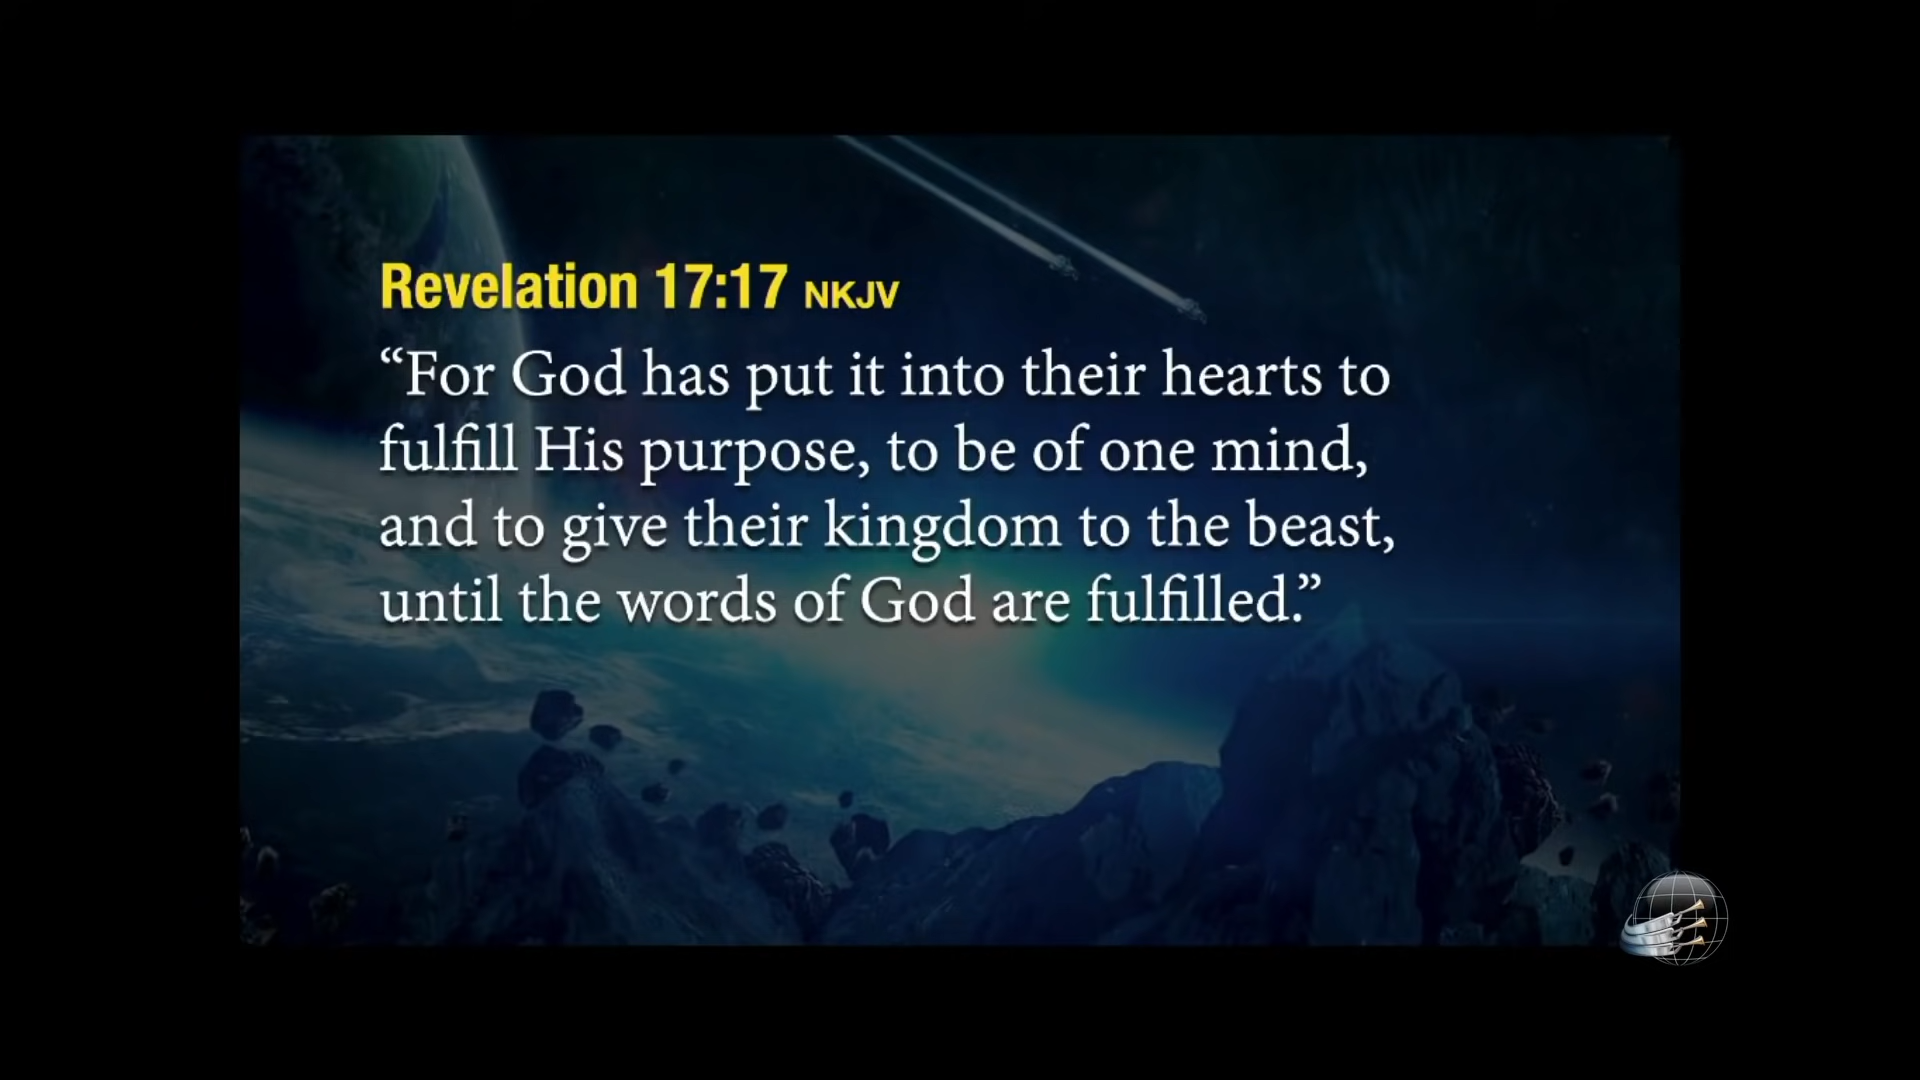 Revelation 17:17 NKJV
“For God has put it into their hearts to
fulfill His purpose, to be of one mind,
and to give their kingdom to the beast,
until the words of God are fulfilled.”